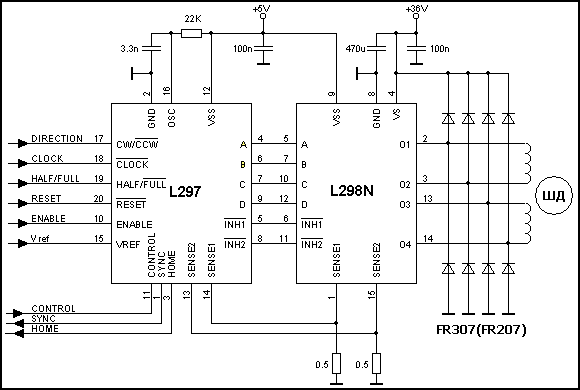 +5V
+36V
22K
3.3n
100n
470u
100n
2
16
12
9
8
4
GND
OSC
VSS
VSS
GND
VS
DIRECTION 17 CW/CCW
CLOCK 18 CLOCK
HALF/FULL 19 HALF/FULL
RESET 20 RESET
ENABLE 10 ENABLE
V ref 15 VREF
L297
A 4 5 A
B 6 7 B
C 7 10 C
D 9 12 D
INH1 5 6 INH1
INH2 8 11 INH2
L298N
O1 2
O2 3
O3 13
O4 14
ШД
CONTROL
SYNC
HOME
SENSE2
SENSE1
SENSE1
SENSE2
11
1
3
13
14
1
15
CONTROL
SYNC
HOME
0.5
0.5
FR307(FR207)